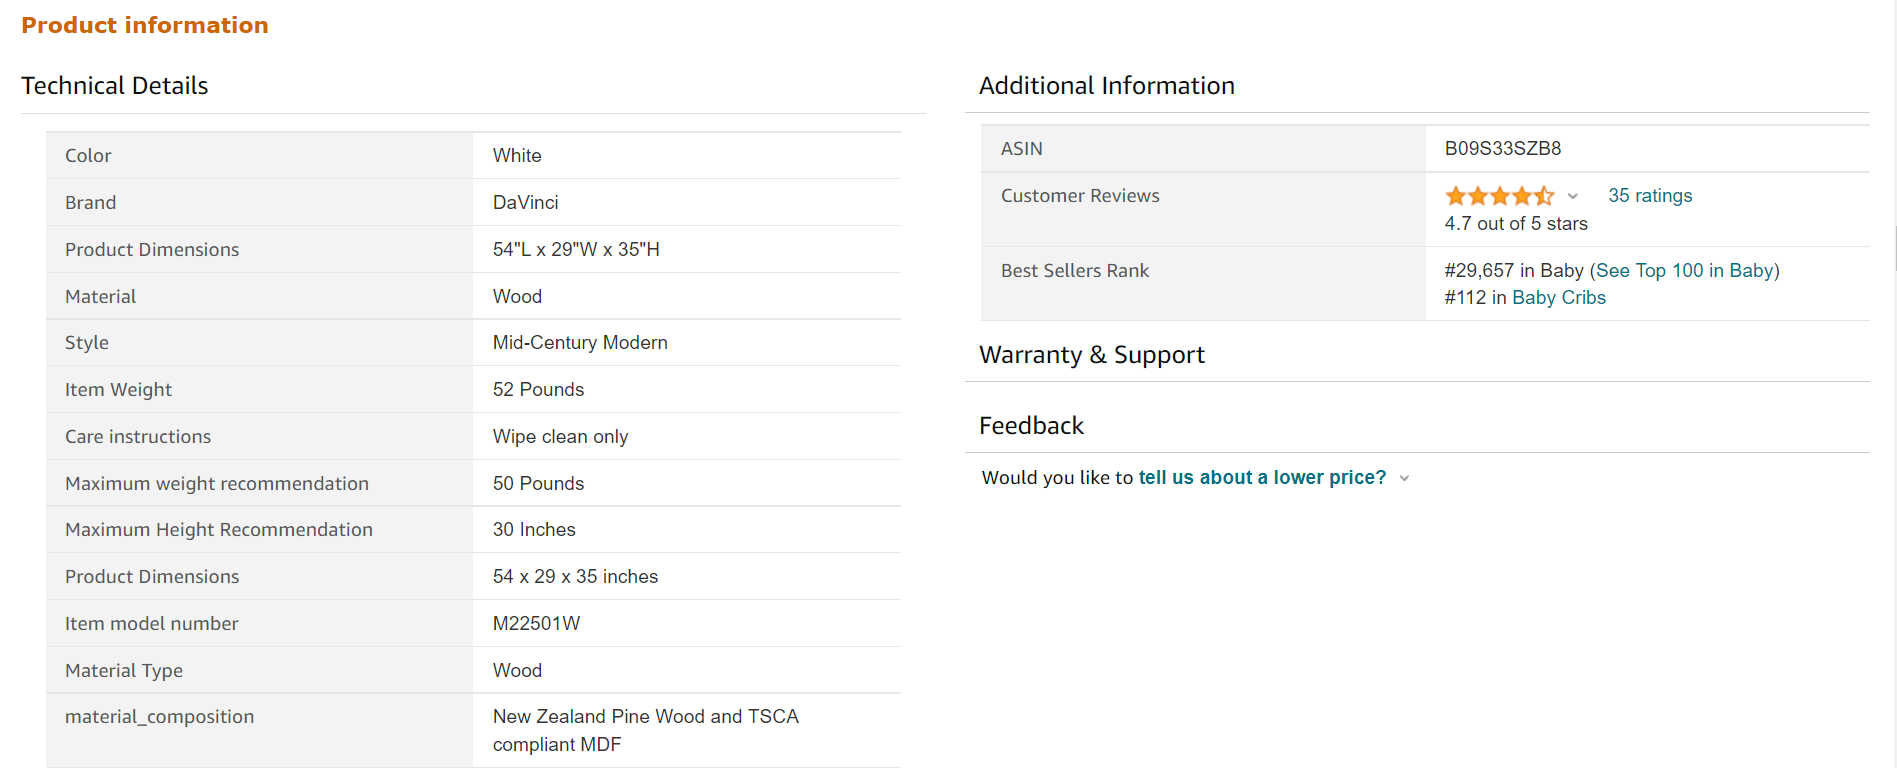 Product information
Technical Details
Color White
Brand DaVinci
Product Dimensions 54"L x 29"W x 35"H
Material Wood
Style Mid-Century Modern
Item Weight 52 Pounds
Care instructions Wipe clean only
Maximum weight recommendation 50 Pounds
Maximum Height Recommendation 30 Inches
Product Dimensions 54 x 29 x 35 inches
Item model number M22501W
Material Type Wood
material_composition New Zealand Pine Wood and TSCA
compliant MDF
Additional Information
ASIN B09S33SZB8
Customer Reviews 35 ratings
4.7 out of 5 stars
Best Sellers Rank #29,657 in Baby (See Top 100 in Baby)
#112 in Baby Cribs
Warranty & Support
Feedback
Would you like to tell us about a lower price?